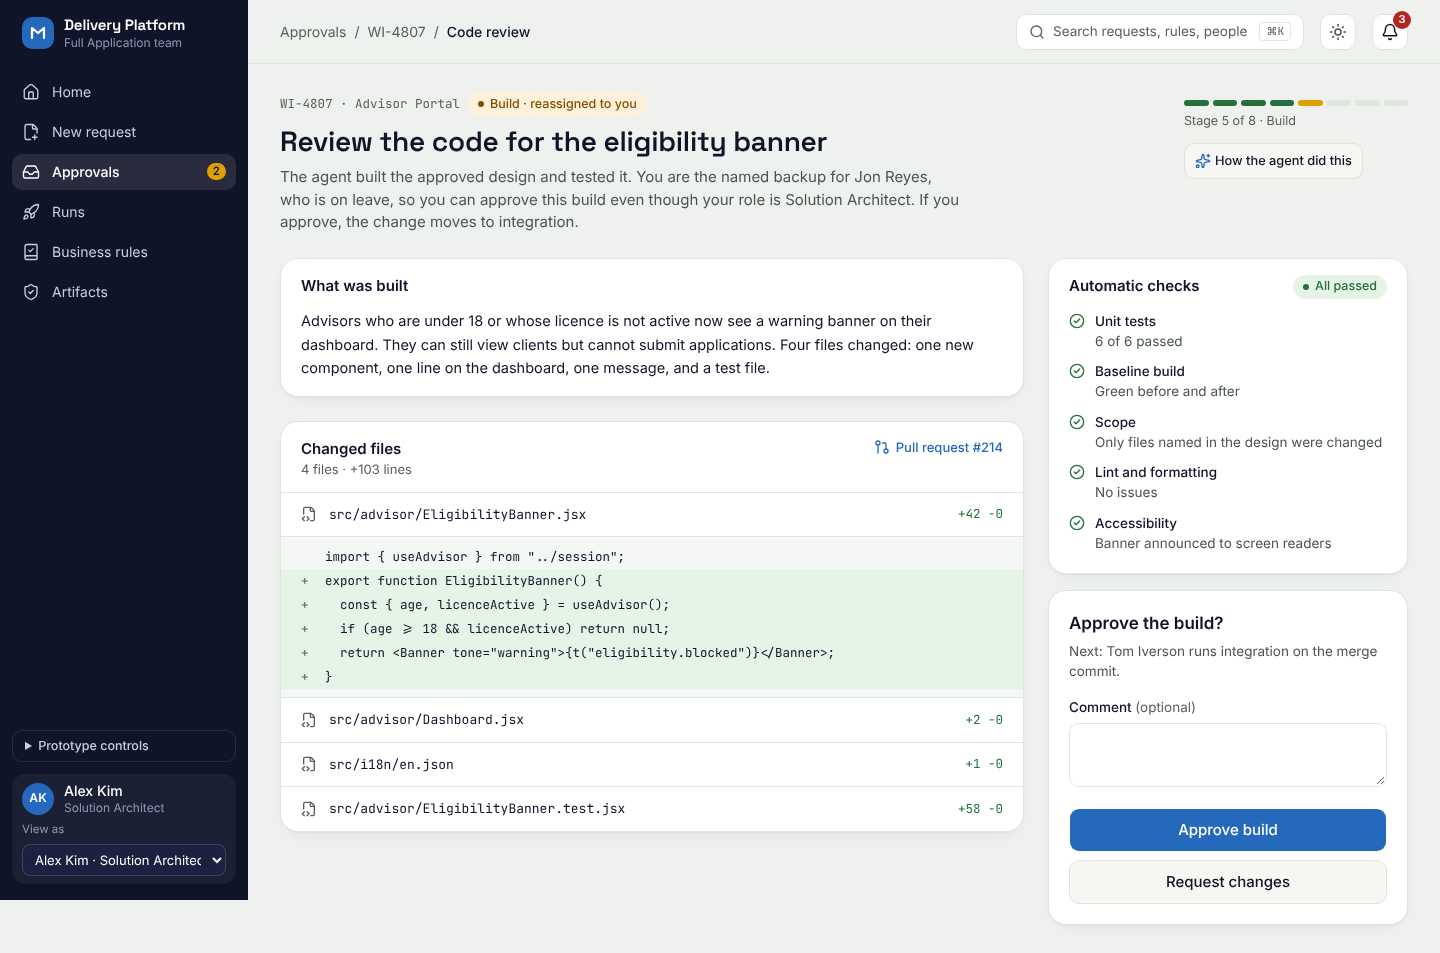 Delivery Platform
Full Application team
Home
New request
Approvals 2
Runs
Business rules
Artifacts
Prototype controls
AK
Alex Kim
Solution Architect
View as
Alex Kim · Solution Architec
Approvals / WI-4807 / Code review
Search requests, rules, people ⌘K
3
WI-4807 · Advisor Portal Build · reassigned to you
Review the code for the eligibility banner
The agent built the approved design and tested it. You are the named backup for Jon Reyes,
who is on leave, so you can approve this build even though your role is Solution Architect. If you
approve, the change moves to integration.
Stage 5 of 8 · Build
How the agent did this
What was built
Advisors who are under 18 or whose licence is not active now see a warning banner on their
dashboard. They can still view clients but cannot submit applications. Four files changed: one new
component, one line on the dashboard, one message, and a test file.
Changed files
4 files · +103 lines
Pull request #214
src/advisor/EligibilityBanner.jsx +42 -0
import { useAdvisor } from "../session";
+ export function EligibilityBanner() {
+ const { age, licenceActive } = useAdvisor();
+ if (age >= 18 && licenceActive) return null;
+ return <Banner tone="warning">{t("eligibility.blocked")}</Banner>;
+ }
src/advisor/Dashboard.jsx +2 -0
src/i18n/en.json +1 -0
src/advisor/EligibilityBanner.test.jsx +58 -0
Automatic checks All passed
Unit tests
6 of 6 passed
Baseline build
Green before and after
Scope
Only files named in the design were changed
Lint and formatting
No issues
Accessibility
Banner announced to screen readers
Approve the build?
Next: Tom Iverson runs integration on the merge
commit.
Comment (optional)
Approve build
Request changes